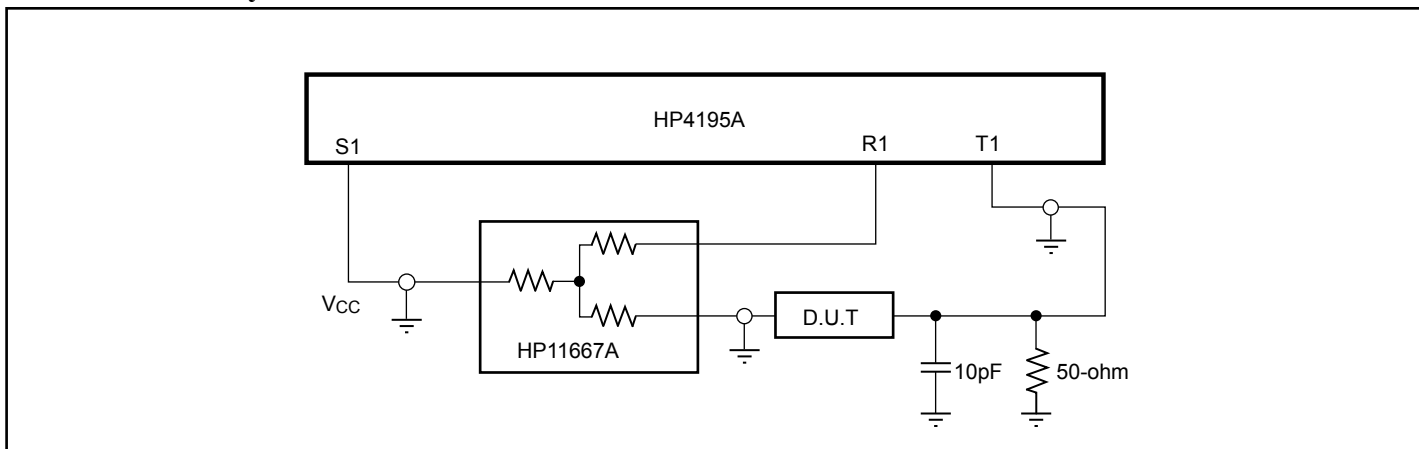 HP4195A
S1
R1
T1
VCC
HP11667A
D.U.T
10pF
50-ohm